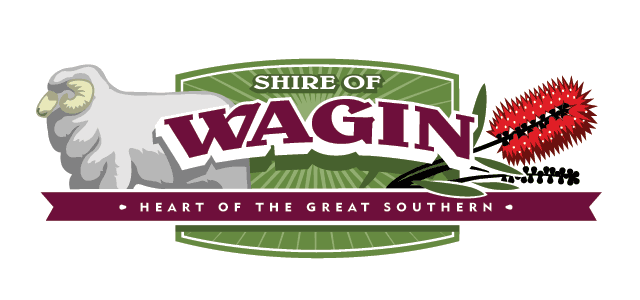 SHIRE OF
WAGIN
HEART OF THE GREAT SOUTHERN